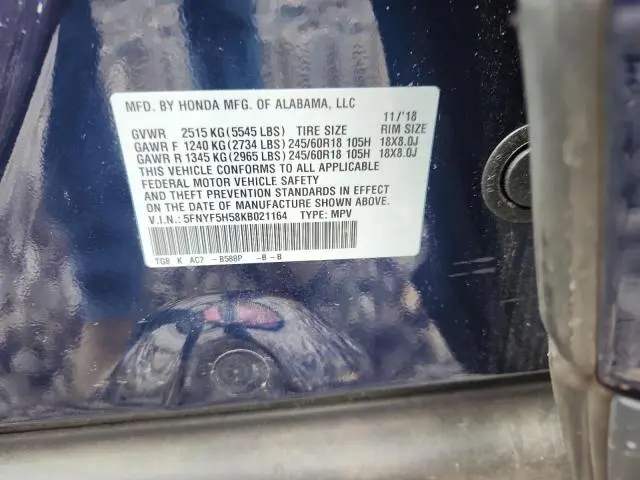 MFD. BY HONDA MFG. OF ALABAMA, LLC 11/'18
GVWR 2515 KG (5545 LBS) TIRE SIZE RIM SIZE
GAWR F 1240 KG (2734 LBS) 245/60R18 105H 18X8.0J
GAWR R 1345 KG (2965 LBS) 245/60R18 105H 18X8.0J
THIS VEHICLE CONFORMS TO ALL APPLICABLE
FEDERAL MOTOR VEHICLE SAFETY
AND THEFT PREVENTION STANDARDS IN EFFECT
ON THE DATE OF MANUFACTURE SHOWN ABOVE.
V.I.N.: 5FNYF5H58KB021164 TYPE: MPV
TG8 K AC7 -B588P -B-B